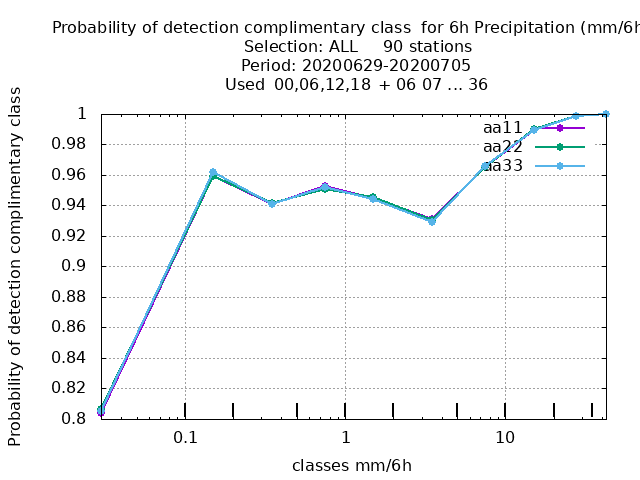 Probability of detection complimentary class for 6h Precipitation (mm/6h
Selection: ALL 90 stations
Period: 20200629-20200705
Used 00,06,12,18 + 06 07 ... 36
Probability of detection complimentary class
1
0.98
0.96
0.94
0.92
0.9
0.88
0.86
0.84
0.82
0.8
aa11
aa22
aa33
0.1 1 10
classes mm/6h